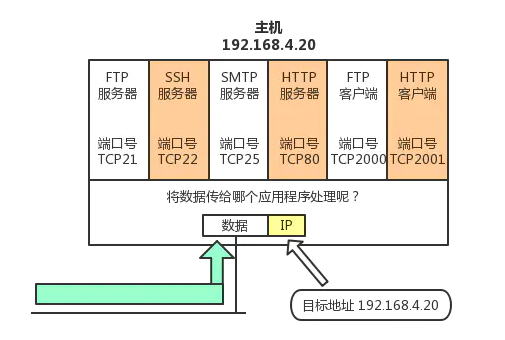 主机
192.168.4.20
FTP 服务器 端口号 TCP21
SSH 服务器 端口号 TCP22
SMTP 服务器 端口号 TCP25
HTTP 服务器 端口号 TCP80
FTP 客户端 端口号 TCP2000
HTTP 客户端 端口号 TCP2001
将数据传给哪个应用程序处理呢？
数据 IP
目标地址 192.168.4.20